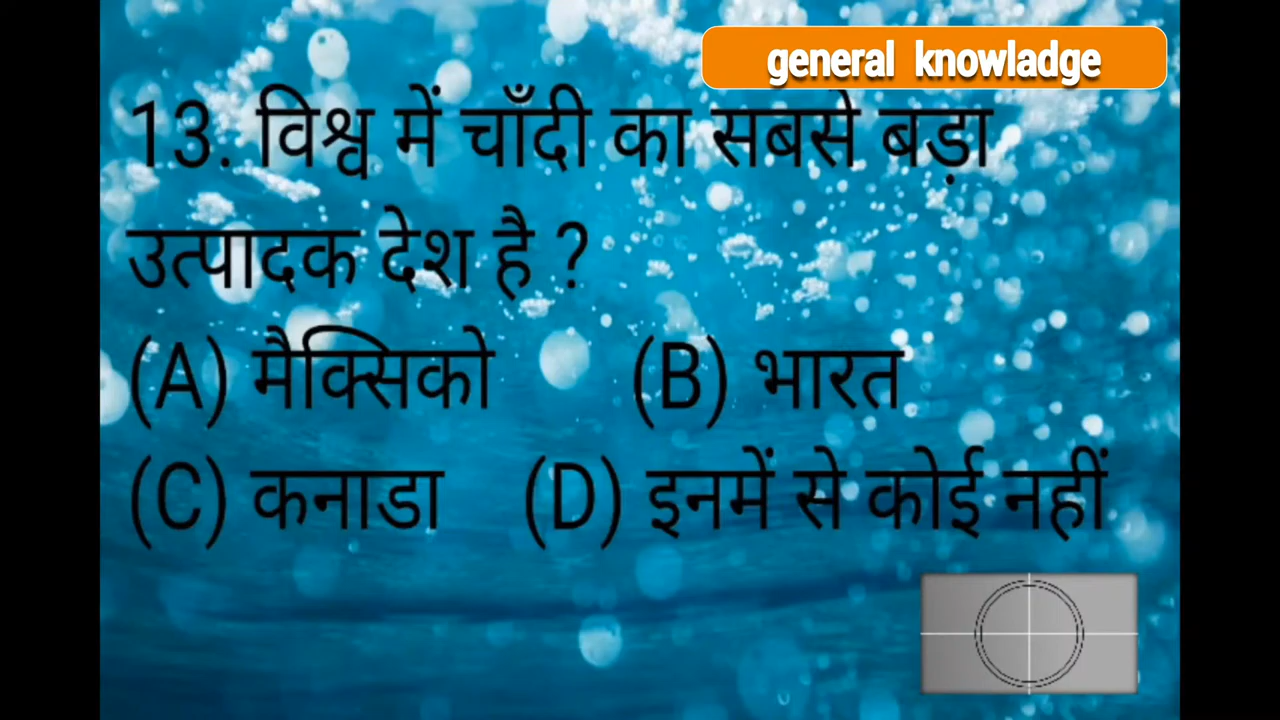 general knowladge
13. विश्व में चाँदी का सबसे बड़ा
उत्पादक देश है ?
(A) मैक्सिको (B) भारत
(C) कनाडा (D) इनमें से कोई नहीं